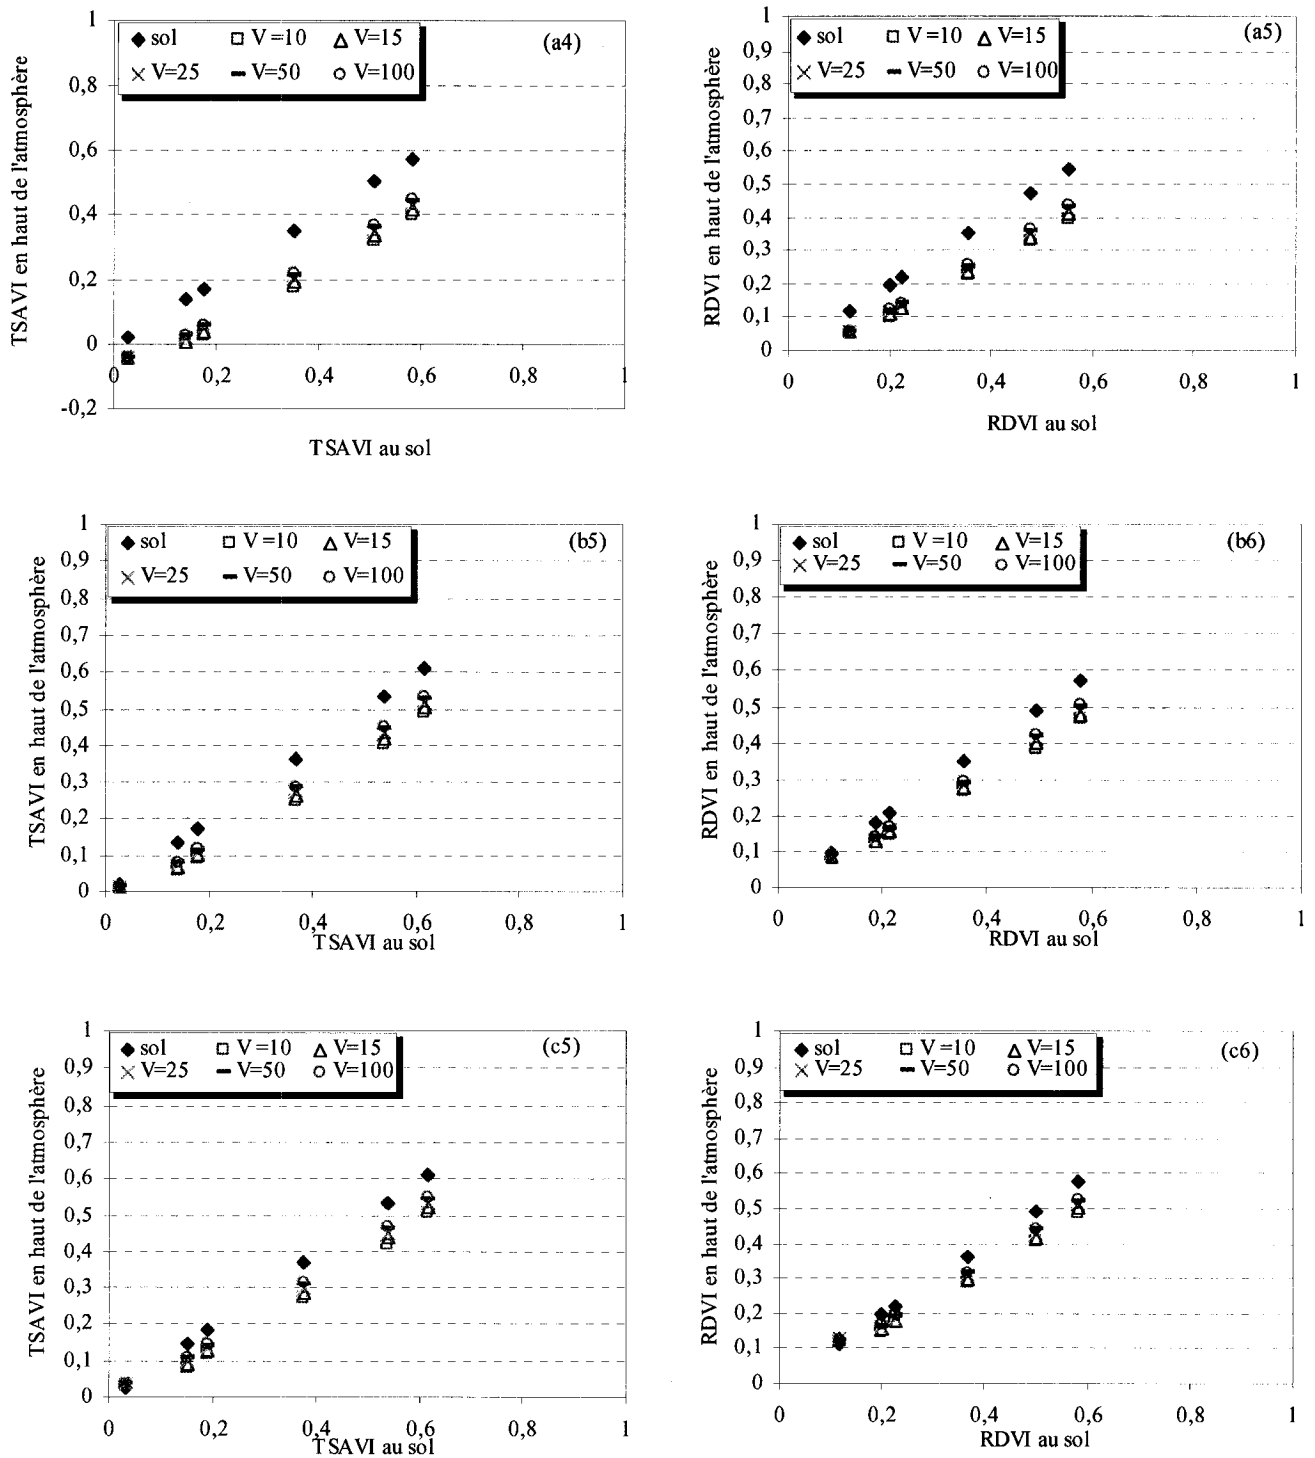 TSAVI en haut de l'atmosphère
1
0,8
0,6
0,4
0,2
0
-0,2
sol V =10 V=15
V=25 V=50 V=100
(a4)
0 0,2 0,4 0,6 0,8 1
TSAVI au sol
RDVI en haut de l'atmosphère
1
0,9
0,8
0,7
0,6
0,5
0,4
0,3
0,2
0,1
0
sol V =10 V=15
V=25 V=50 V=100
(a5)
0 0,2 0,4 0,6 0,8 1
RDVI au sol
TSAVI en haut de l'atmosphère
1
0,9
0,8
0,7
0,6
0,5
0,4
0,3
0,2
0,1
0
sol V =10 V=15
V=25 V=50 V=100
(b5)
0 0,2 0,4 0,6 0,8 1
TSAVI au sol
RDVI en haut de l'atmosphère
1
0,9
0,8
0,7
0,6
0,5
0,4
0,3
0,2
0,1
0
sol V =10 V=15
V=25 V=50 V=100
(b6)
0 0,2 0,4 0,6 0,8 1
RDVI au sol
TSAVI en haut de l'atmosphère
1
0,9
0,8
0,7
0,6
0,5
0,4
0,3
0,2
0,1
0
sol V =10 V=15
V=25 V=50 V=100
(c5)
0 0,2 0,4 0,6 0,8 1
TSAVI au sol
RDVI en haut de l'atmosphère
1
0,9
0,8
0,7
0,6
0,5
0,4
0,3
0,2
0,1
0
sol V =10 V=15
V=25 V=50 V=100
(c6)
0 0,2 0,4 0,6 0,8 1
RDVI au sol